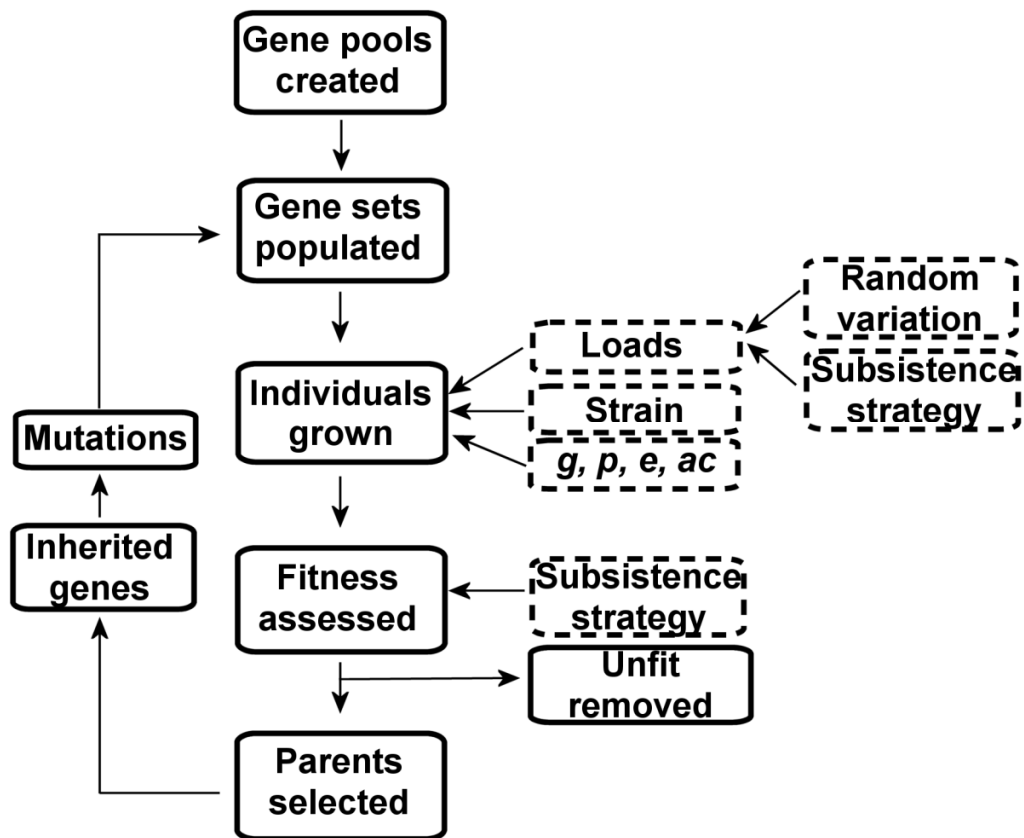 Gene pools
created
Gene sets
populated
Random
variation
Loads
Subsistence
strategy
Individuals
grown
Strain
Mutations
g, p, e, ac
Inherited
genes
Fitness
assessed
Subsistence
strategy
Unfit
removed
Parents
selected